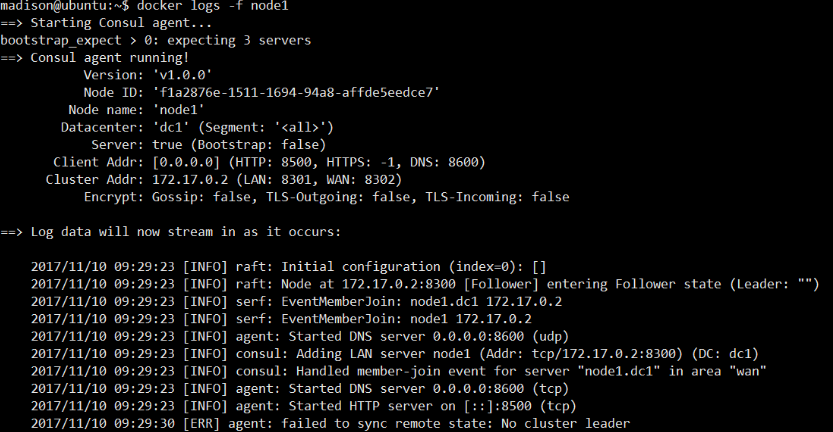 madison@ubuntu:~$ docker logs -f node1
==> Starting Consul agent...
bootstrap_expect > 0: expecting 3 servers
==> Consul agent running!
Version: 'v1.0.0'
Node ID: 'f1a2876e-1511-1694-94a8-affde5eedce7'
Node name: 'node1'
Datacenter: 'dc1' (Segment: '<all>')
Server: true (Bootstrap: false)
Client Addr: [0.0.0.0] (HTTP: 8500, HTTPS: -1, DNS: 8600)
Cluster Addr: 172.17.0.2 (LAN: 8301, WAN: 8302)
Encrypt: Gossip: false, TLS-Outgoing: false, TLS-Incoming: false
==> Log data will now stream in as it occurs:
2017/11/10 09:29:23 [INFO] raft: Initial configuration (index=0): []
2017/11/10 09:29:23 [INFO] raft: Node at 172.17.0.2:8300 [Follower] entering Follower state (Leader: "")
2017/11/10 09:29:23 [INFO] serf: EventMemberJoin: node1.dc1 172.17.0.2
2017/11/10 09:29:23 [INFO] serf: EventMemberJoin: node1 172.17.0.2
2017/11/10 09:29:23 [INFO] agent: Started DNS server 0.0.0.0:8600 (udp)
2017/11/10 09:29:23 [INFO] consul: Adding LAN server node1 (Addr: tcp/172.17.0.2:8300) (DC: dc1)
2017/11/10 09:29:23 [INFO] consul: Handled member-join event for server "node1.dc1" in area "wan"
2017/11/10 09:29:23 [INFO] agent: Started DNS server 0.0.0.0:8600 (tcp)
2017/11/10 09:29:23 [INFO] agent: Started HTTP server on [::]:8500 (tcp)
2017/11/10 09:29:30 [ERR] agent: failed to sync remote state: No cluster leader